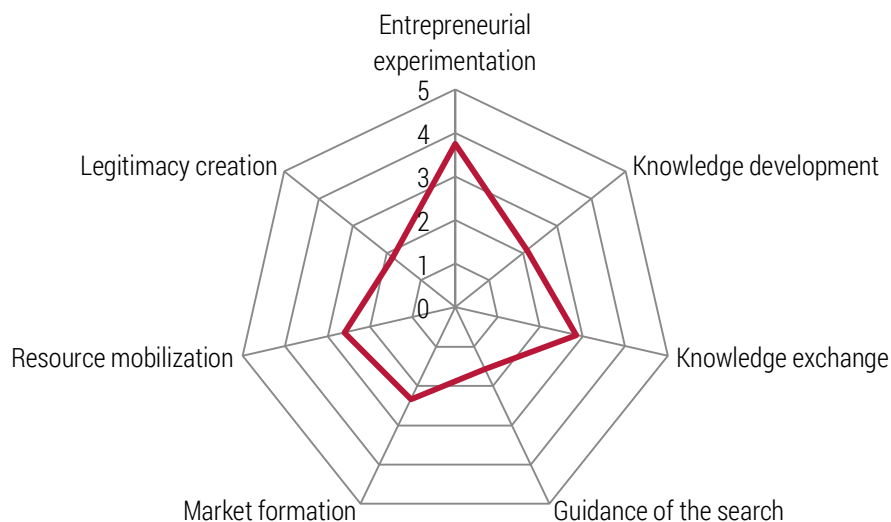 Entrepreneurial
experimentation
5
4
3
2
1
0
Legitimacy creation
Knowledge development
Resource mobilization
Knowledge exchange
Market formation
Guidance of the search